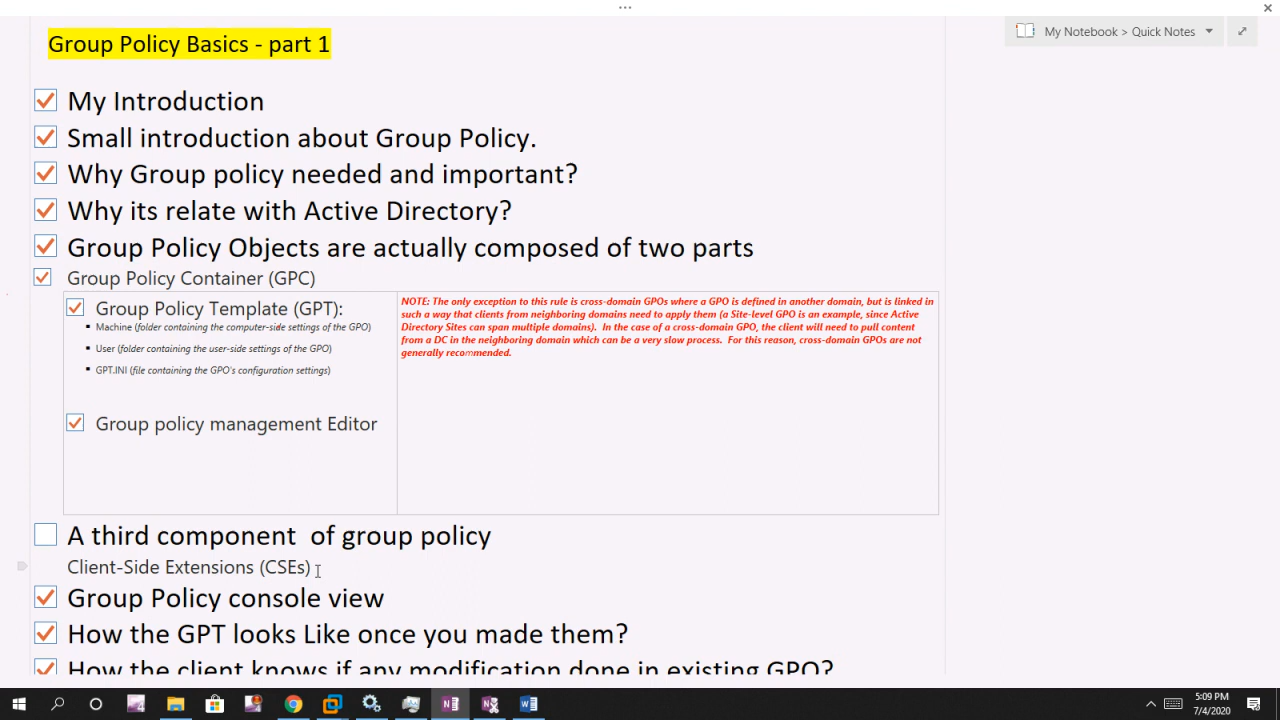 My Notebook > Quick Notes
Group Policy Basics - part 1
My Introduction
Small introduction about Group Policy.
Why Group policy needed and important?
Why its relate with Active Directory?
Group Policy Objects are actually composed of two parts
Group Policy Container (GPC)
Group Policy Template (GPT):
Machine (folder containing the computer-side settings of the GPO)
User (folder containing the user-side settings of the GPO)
GPT.INI (file containing the GPO's configuration settings)
Group policy management Editor
NOTE: The only exception to this rule is cross-domain GPOs where a GPO is defined in another domain, but is linked in
such a way that clients from neighboring domains need to apply them (a Site-level GPO is an example, since Active
Directory Sites can span multiple domains). In the case of a cross-domain GPO, the client will need to pull content
from a DC in the neighboring domain which can be a very slow process. For this reason, cross-domain GPOs are not
generally recommended.
A third component of group policy
Client-Side Extensions (CSEs)
Group Policy console view
How the GPT looks Like once you made them?
How the client knows if any modification done in existing GPO?
5:09 PM
7/4/2020